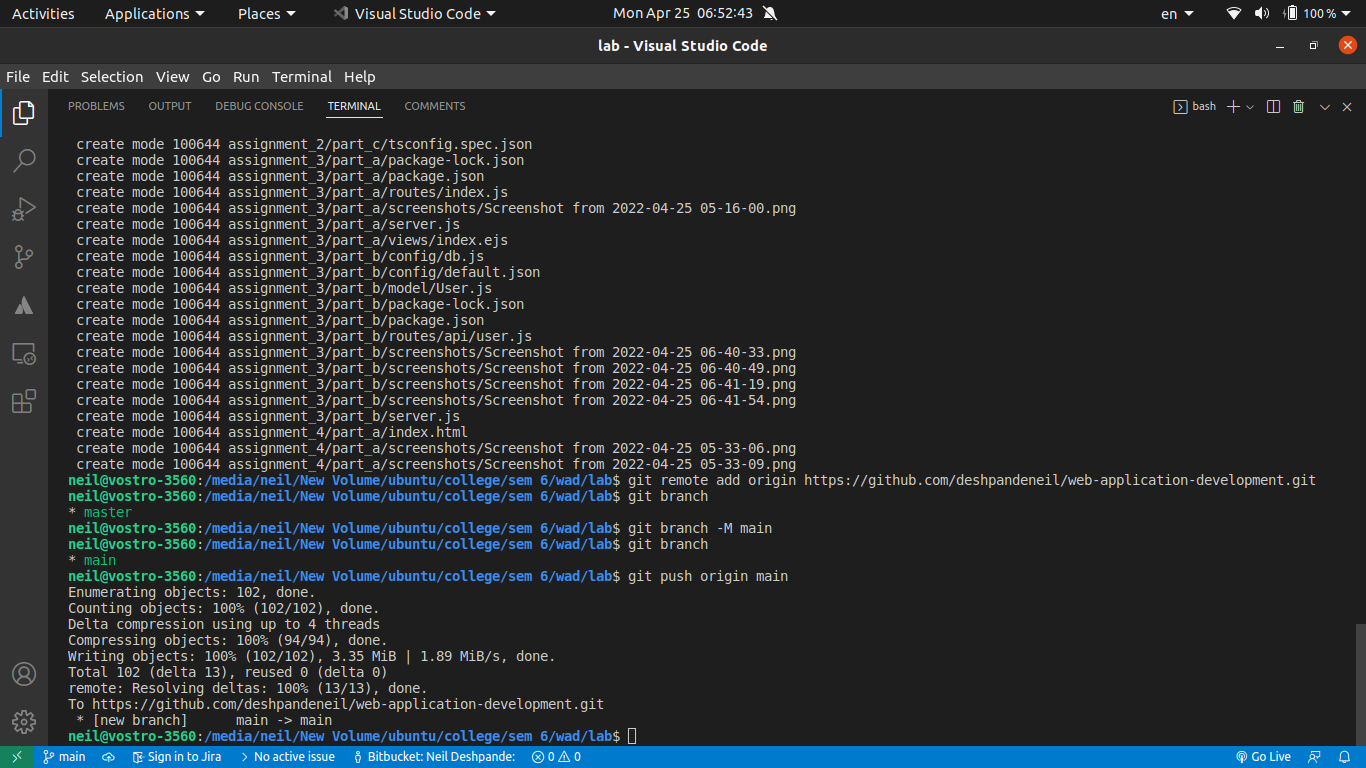 Activities Applications Places Visual Studio Code Mon Apr 25 06:52:43 en 100 %
lab - Visual Studio Code
File Edit Selection View Go Run Terminal Help
PROBLEMS OUTPUT DEBUG CONSOLE TERMINAL COMMENTS bash
create mode 100644 assignment_2/part_c/tsconfig.spec.json
create mode 100644 assignment_3/part_a/package-lock.json
create mode 100644 assignment_3/part_a/package.json
create mode 100644 assignment_3/part_a/routes/index.js
create mode 100644 assignment_3/part_a/screenshots/Screenshot from 2022-04-25 05-16-00.png
create mode 100644 assignment_3/part_a/server.js
create mode 100644 assignment_3/part_a/views/index.ejs
create mode 100644 assignment_3/part_b/config/db.js
create mode 100644 assignment_3/part_b/config/default.json
create mode 100644 assignment_3/part_b/model/User.js
create mode 100644 assignment_3/part_b/package-lock.json
create mode 100644 assignment_3/part_b/package.json
create mode 100644 assignment_3/part_b/routes/api/user.js
create mode 100644 assignment_3/part_b/screenshots/Screenshot from 2022-04-25 06-40-33.png
create mode 100644 assignment_3/part_b/screenshots/Screenshot from 2022-04-25 06-40-49.png
create mode 100644 assignment_3/part_b/screenshots/Screenshot from 2022-04-25 06-41-19.png
create mode 100644 assignment_3/part_b/screenshots/Screenshot from 2022-04-25 06-41-54.png
create mode 100644 assignment_3/part_b/server.js
create mode 100644 assignment_4/part_a/index.html
create mode 100644 assignment_4/part_a/screenshots/Screenshot from 2022-04-25 05-33-06.png
create mode 100644 assignment_4/part_a/screenshots/Screenshot from 2022-04-25 05-33-09.png
neil@vostro-3560:/media/neil/New Volume/ubuntu/college/sem 6/wad/lab$ git remote add origin https://github.com/deshpandeneil/web-application-development.git
neil@vostro-3560:/media/neil/New Volume/ubuntu/college/sem 6/wad/lab$ git branch
* master
neil@vostro-3560:/media/neil/New Volume/ubuntu/college/sem 6/wad/lab$ git branch -M main
neil@vostro-3560:/media/neil/New Volume/ubuntu/college/sem 6/wad/lab$ git branch
* main
neil@vostro-3560:/media/neil/New Volume/ubuntu/college/sem 6/wad/lab$ git push origin main
Enumerating objects: 102, done.
Counting objects: 100% (102/102), done.
Delta compression using up to 4 threads
Compressing objects: 100% (94/94), done.
Writing objects: 100% (102/102), 3.35 MiB | 1.89 MiB/s, done.
Total 102 (delta 13), reused 0 (delta 0)
remote: Resolving deltas: 100% (13/13), done.
To https://github.com/deshpandeneil/web-application-development.git
* [new branch]      main -> main
neil@vostro-3560:/media/neil/New Volume/ubuntu/college/sem 6/wad/lab$
main Sign in to Jira No active issue Bitbucket: Neil Deshpande: 0 0 Go Live